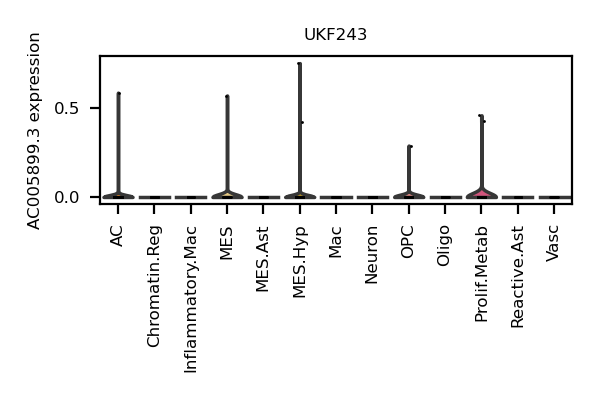 UKF243
AC005899.3 expression
0.5
0.0
AC
Chromatin.Reg
Inflammatory.Mac
MES
MES.Ast
MES.Hyp
Mac
Neuron
OPC
Oligo
Prolif.Metab
Reactive.Ast
Vasc